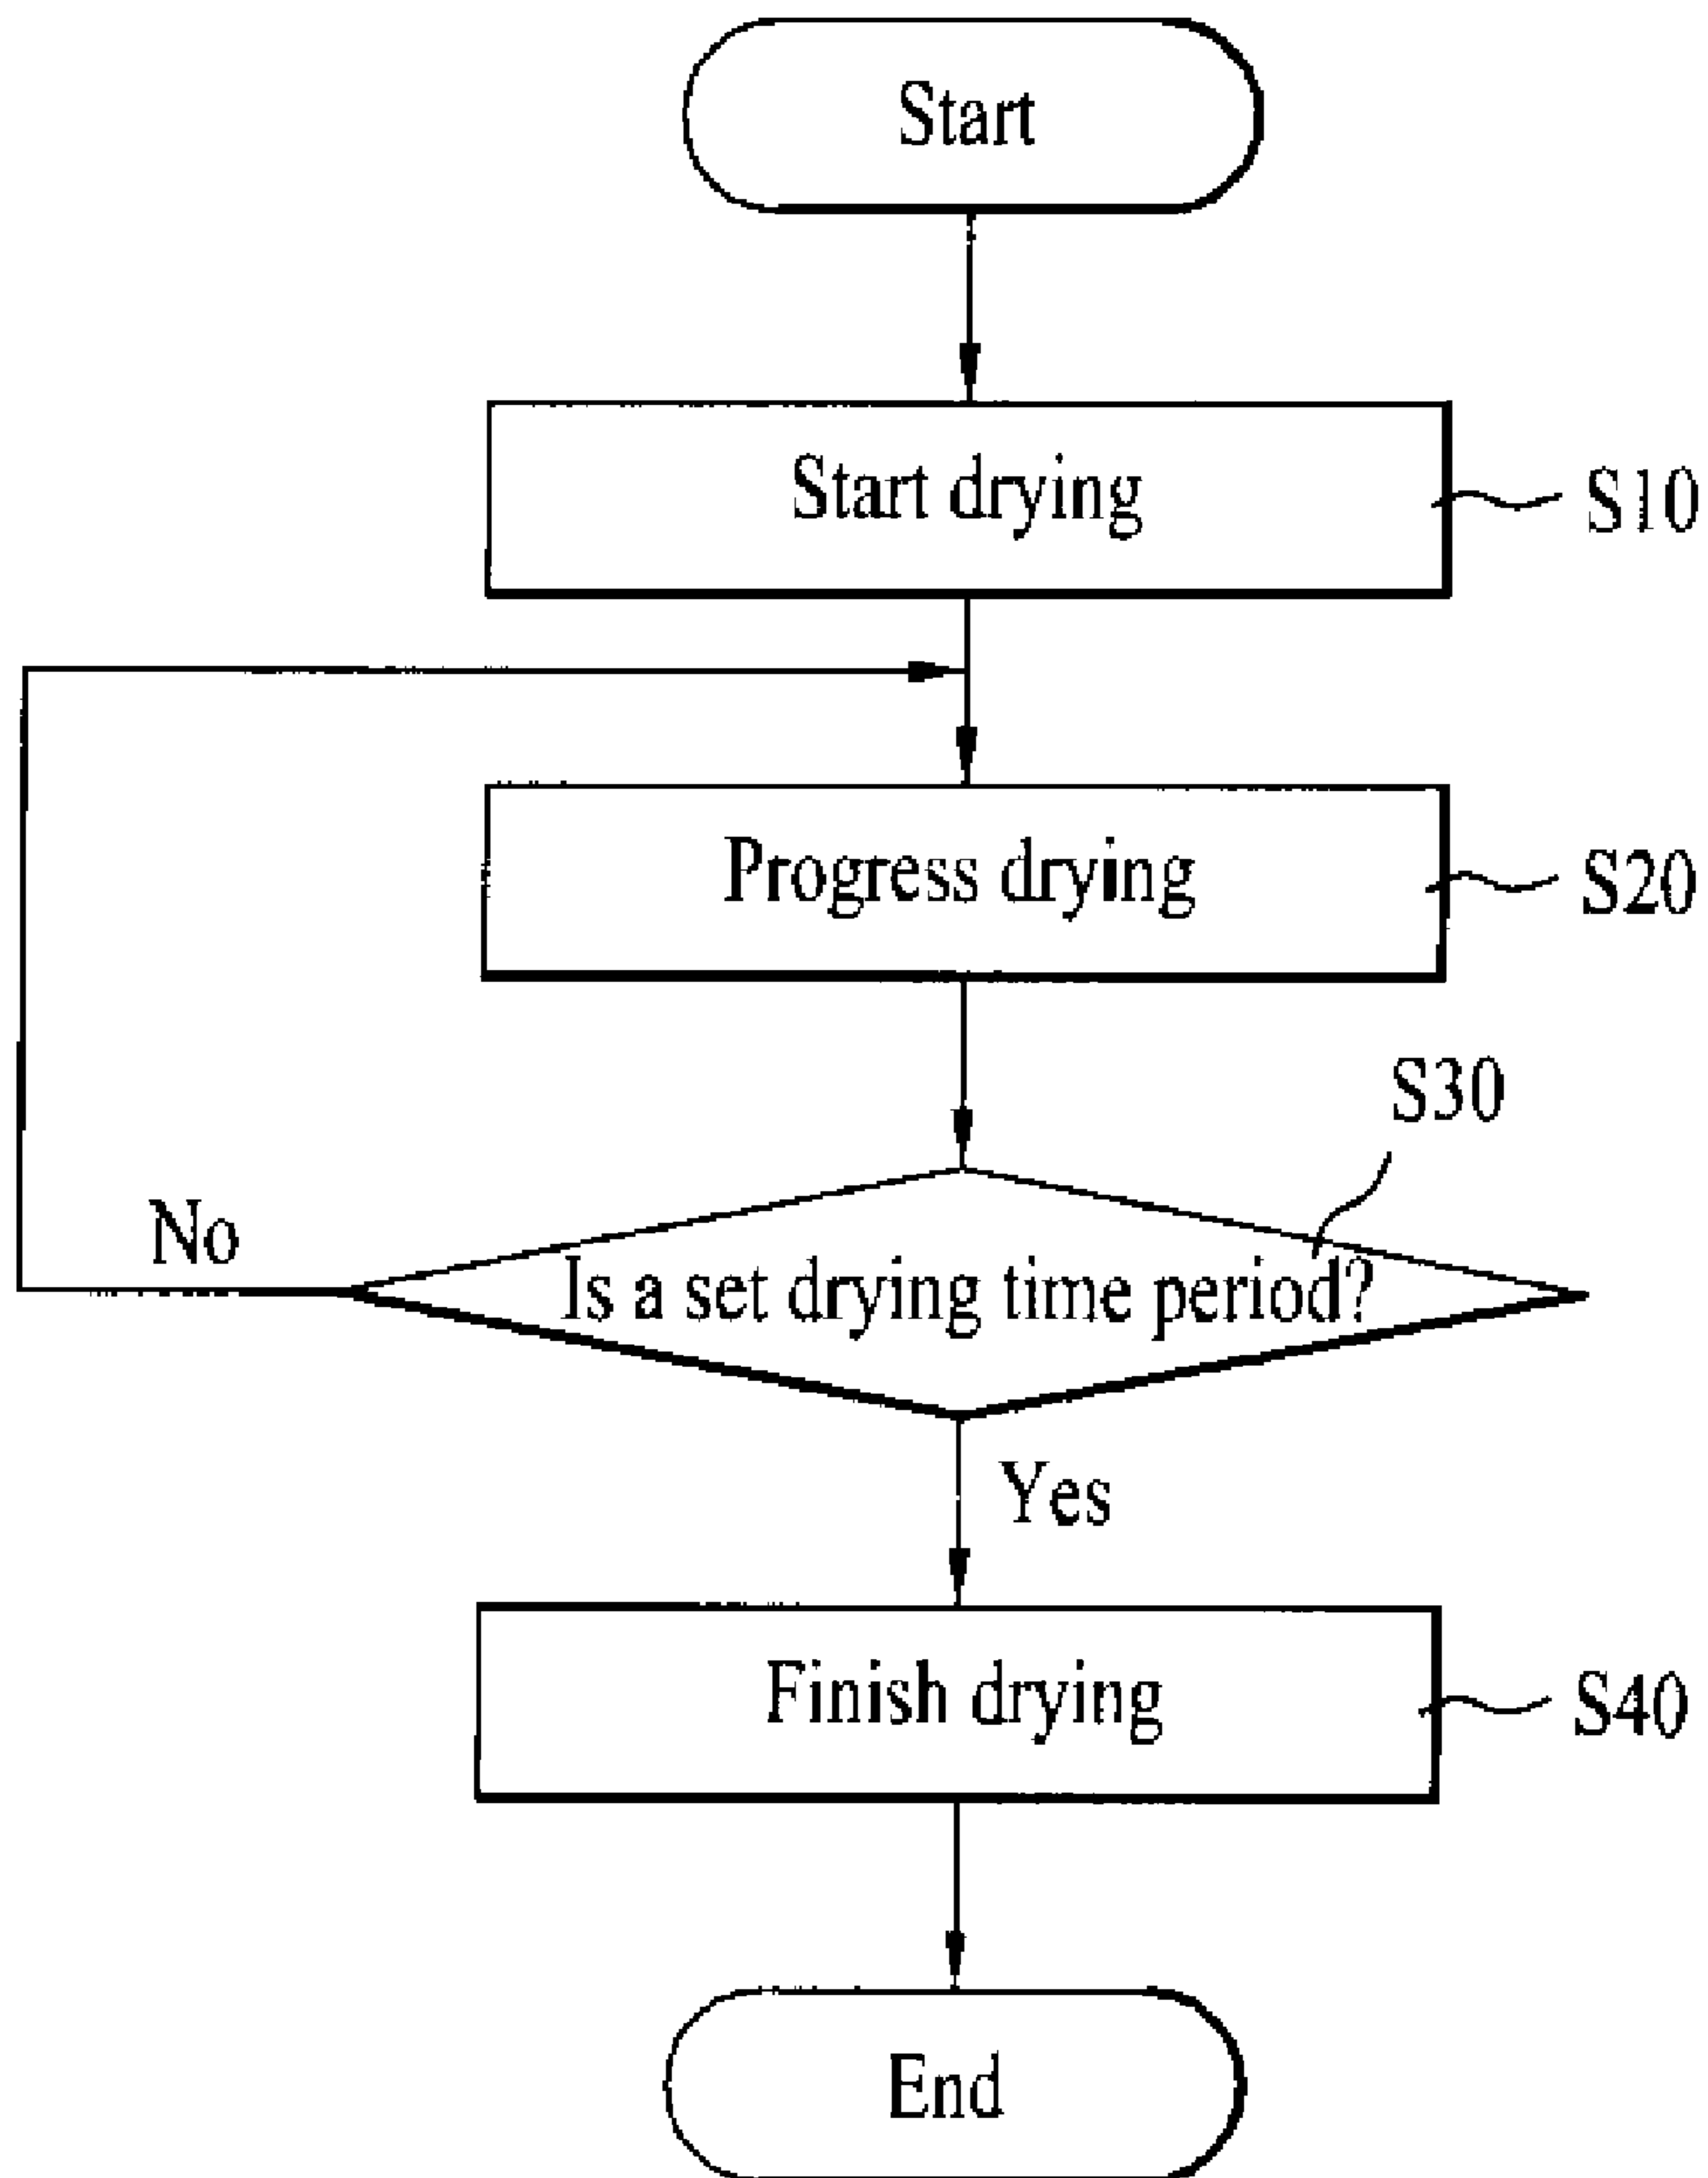 Start
Start drying
S10
Progress drying
S20
S30
No
Is a set drying time period?
Yes
Finish drying
S40
End